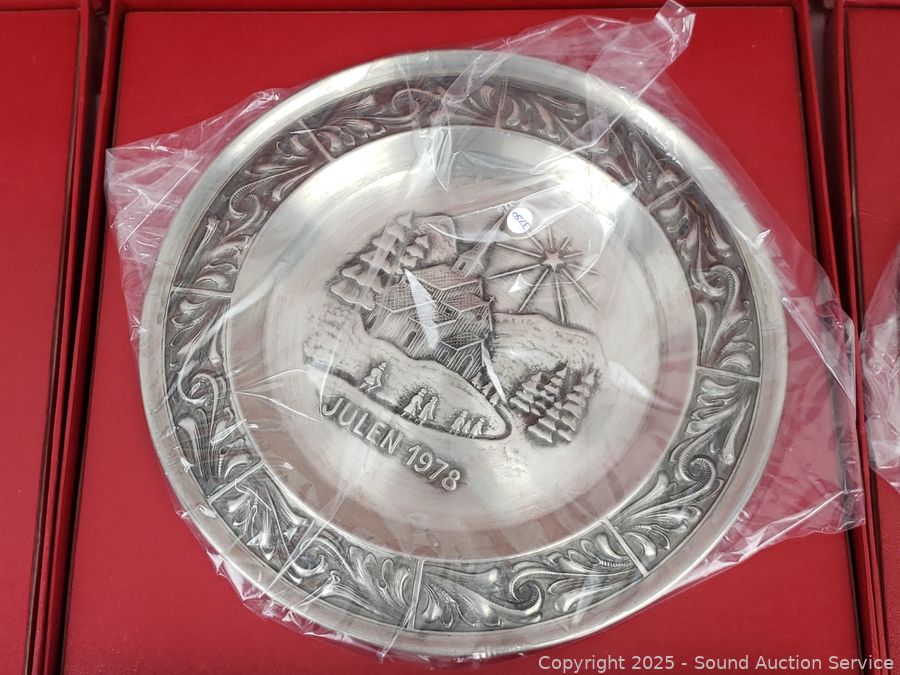 JULEN 1978
Copyright 2025 - Sound Auction Service